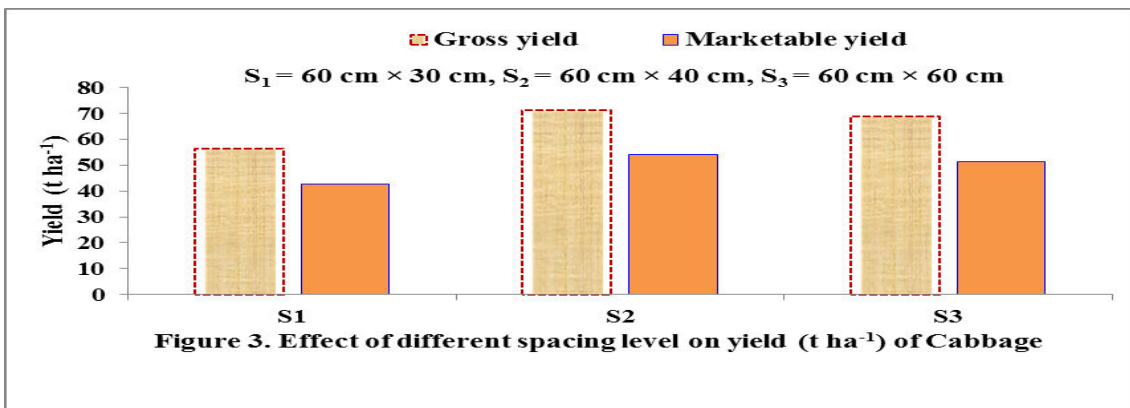 Gross yield Marketable yield
S₁ = 60 cm × 30 cm, S₂ = 60 cm × 40 cm, S₃ = 60 cm × 60 cm
Yield (t ha⁻¹)
80
70
60
50
40
30
20
10
0
S1 S2 S3
Figure 3. Effect of different spacing level on yield (t ha⁻¹) of Cabbage